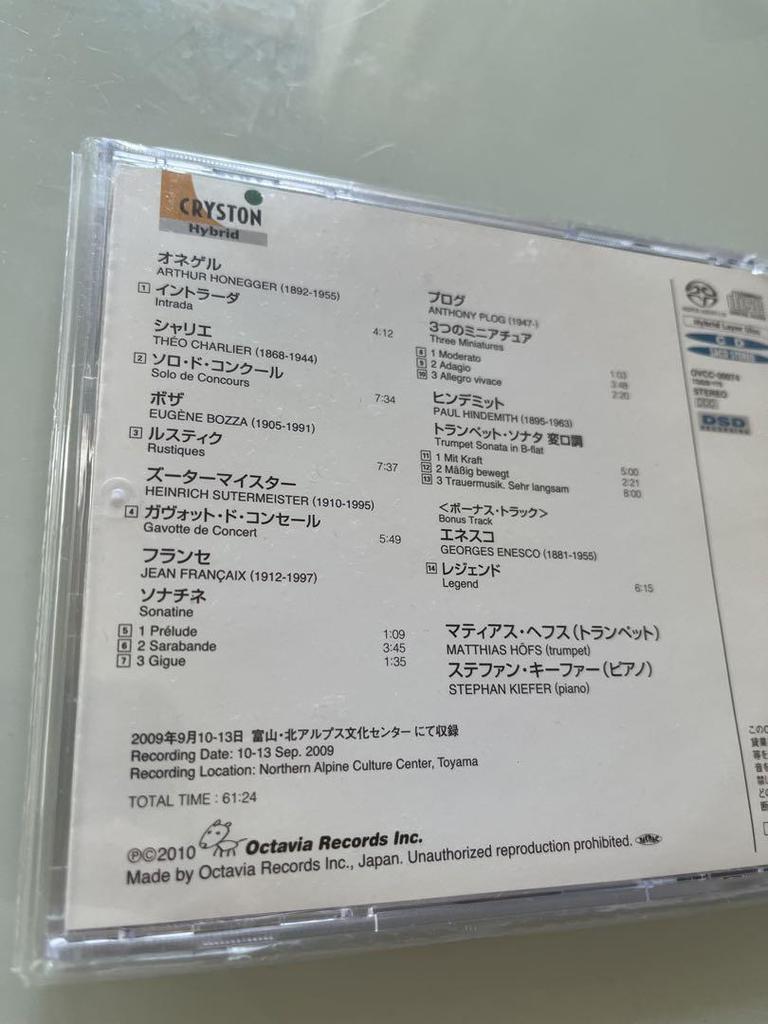 CRYSTON
Hybrid
オネゲル
ARTHUR HONEGGER (1892-1955)
1 イントラーダ
Intrada
4:12
シャリエ
THÉO CHARLIER (1868-1944)
2 ソロ・ド・コンクール
Solo de Concours
7:34
ボザ
EUGÈNE BOZZA (1905-1991)
3 ルスティク
Rustiques
7:37
ズーターマイスター
HEINRICH SUTERMEISTER (1910-1995)
4 ガヴォット・ド・コンセール
Gavotte de Concert
5:49
フランセ
JEAN FRANÇAIX (1912-1997)
ソナチネ
Sonatine
5 1 Prélude 1:09
6 2 Sarabande 3:45
7 3 Gigue 1:35
プログ
ANTHONY PLOG (1947-)
3つのミニアチュア
Three Miniatures
8 1 Moderato 1:03
9 2 Adagio 3:48
10 3 Allegro vivace 2:20
ヒンデミット
PAUL HINDEMITH (1895-1963)
トランペット・ソナタ 変ロ調
Trumpet Sonata in B-flat
11 1 Mit Kraft 5:00
12 2 Mäßig bewegt 2:21
13 3 Trauermusik. Sehr langsam 8:00
＜ボーナス・トラック＞
Bonus Track
エネスコ
GEORGES ENESCO (1881-1955)
14 レジェンド
Legend
6:15
マティアス・ヘフス（トランペット）
MATTHIAS HÖFS (trumpet)
ステファン・キーファー（ピアノ）
STEPHAN KIEFER (piano)
2009年9月10-13日 富山・北アルプス文化センター にて収録
Recording Date: 10-13 Sep. 2009
Recording Location: Northern Alpine Culture Center, Toyama
TOTAL TIME : 61:24
℗©2010 Octavia Records Inc.
Made by Octavia Records Inc., Japan. Unauthorized reproduction prohibited.
CD
SACD STEREO
STEREO
DSD
RECORDING